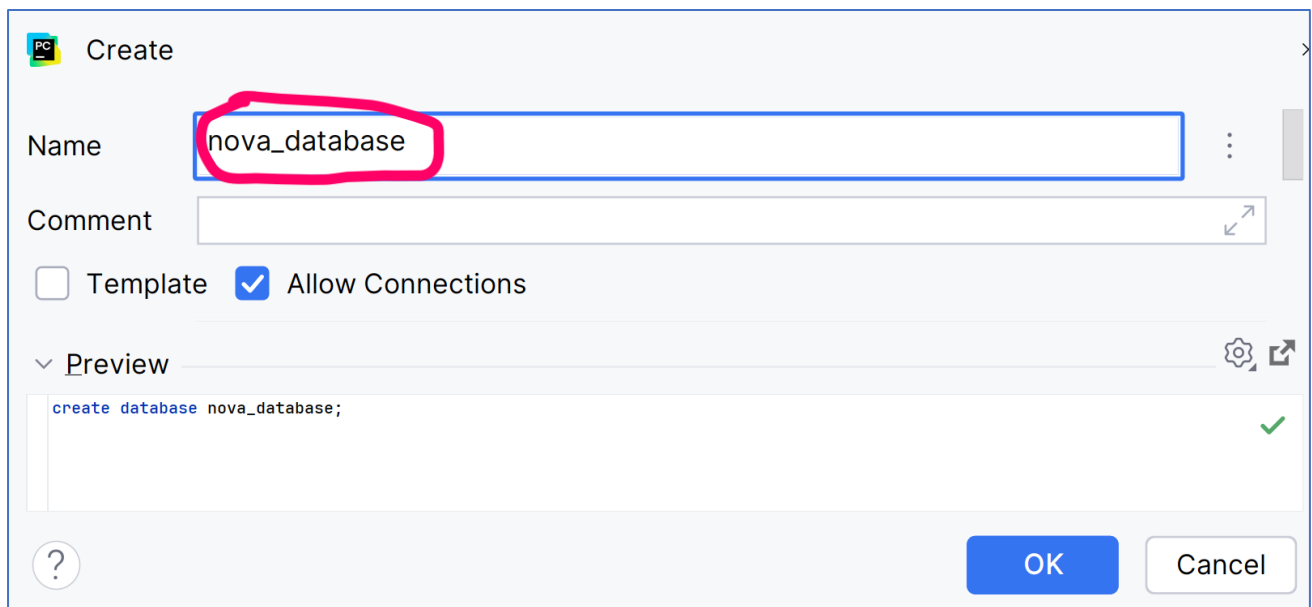 PC Create
Name nova_database
Comment
Template Allow Connections
Preview
create database nova_database;
? OK Cancel